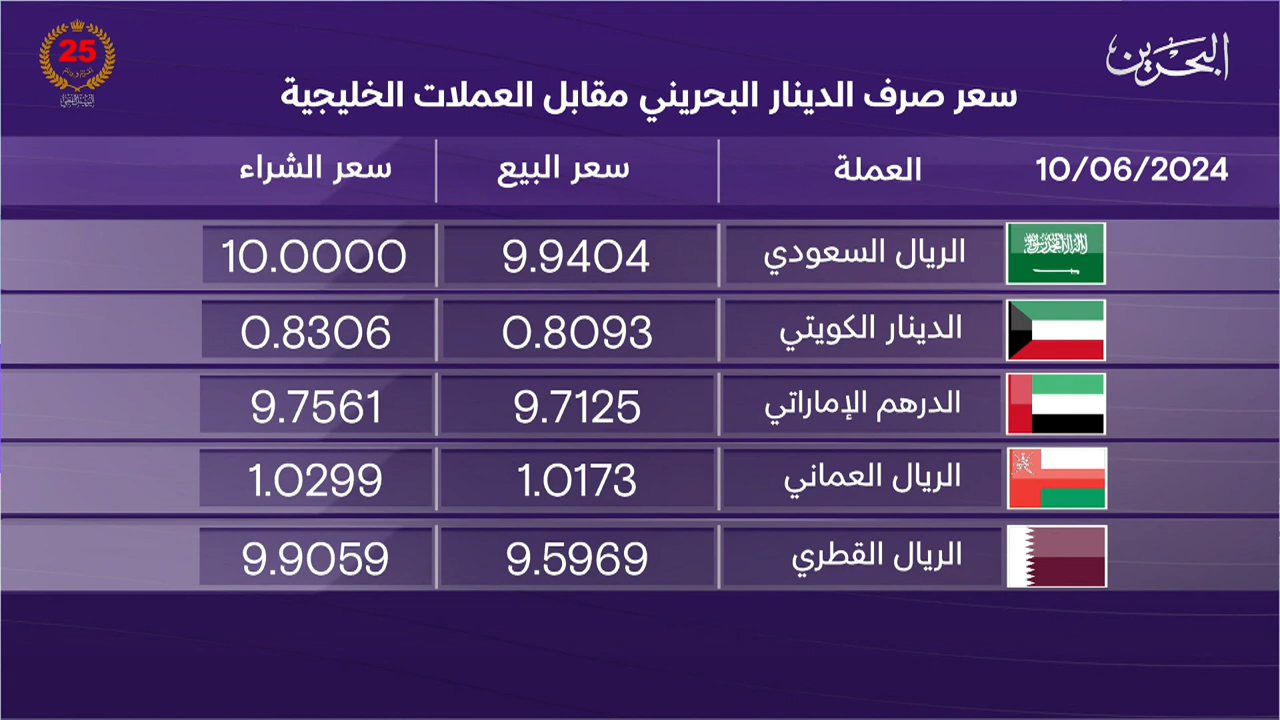 البحرين
25
سعر صرف الدينار البحريني مقابل العملات الخليجية
10/06/2024 العملة سعر البيع سعر الشراء
الريال السعودي 9.9404 10.0000
الدينار الكويتي 0.8093 0.8306
الدرهم الإماراتي 9.7125 9.7561
الريال العماني 1.0173 1.0299
الريال القطري 9.5969 9.9059